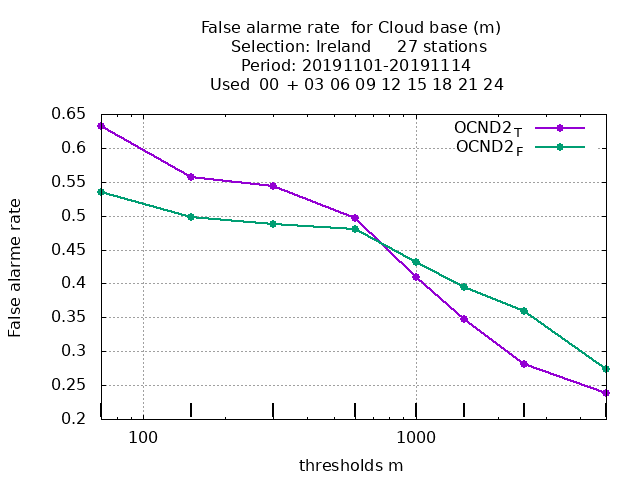 False alarme rate  for Cloud base (m)
Selection: Ireland     27 stations
Period: 20191101-20191114
Used  00 + 03 06 09 12 15 18 21 24
OCND2T
OCND2F
0.65
0.6
0.55
0.5
0.45
0.4
0.35
0.3
0.25
0.2
False alarme rate
100 1000
thresholds m